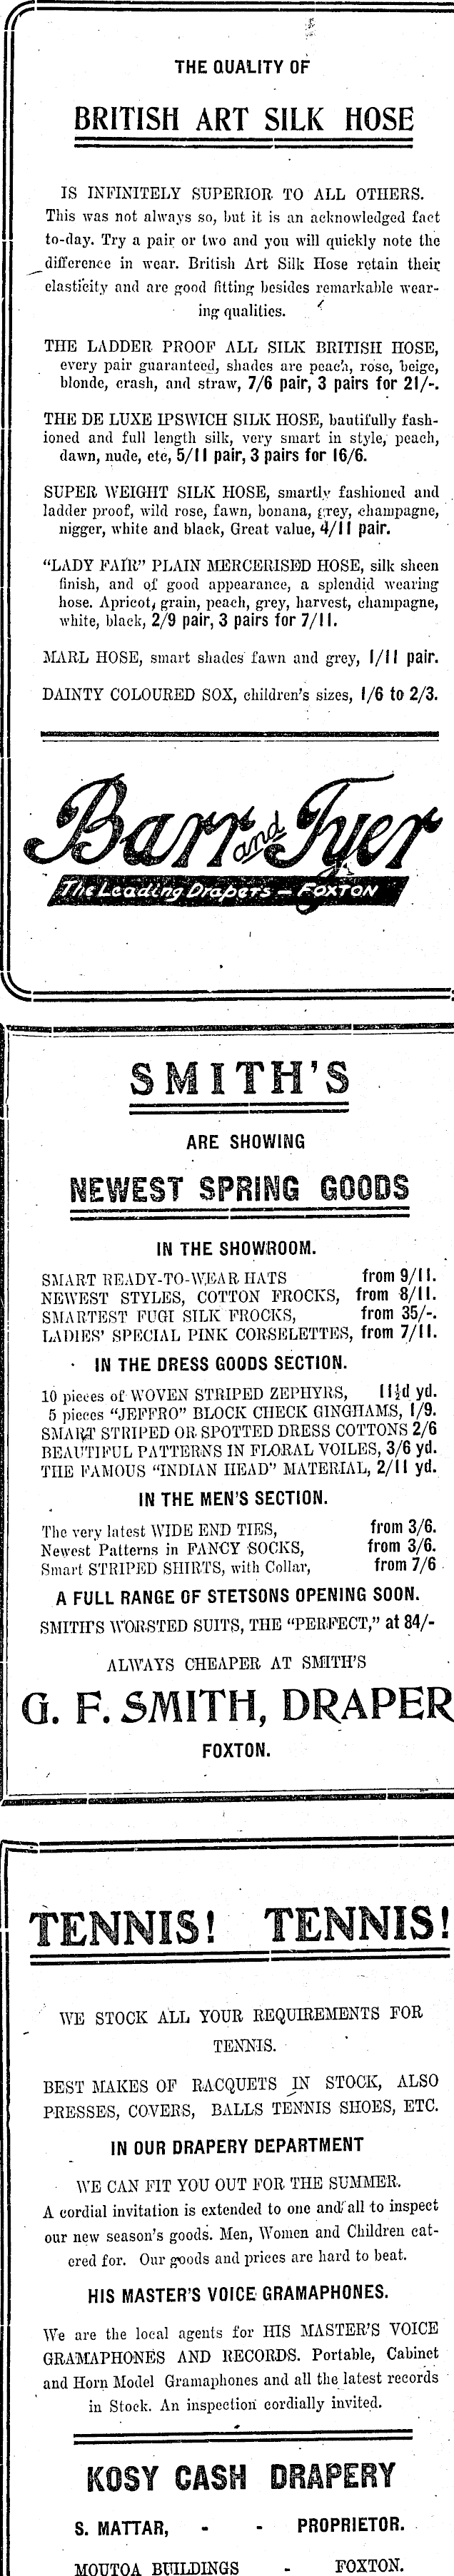 THE QUALITY OF
BRITISH ART SILK HOSE
IS INFINITELY SUPERIOR TO ALL OTHERS.
This was not always so, but it is an acknowledged fact
to-day. Try a pair or two and you will quickly note the
difference in wear. British Art Silk Hose retain their
elasticity and are good fitting besides remarkable wear-
ing qualities.
THE LADDER PROOF ALL SILK BRITISH HOSE,
every pair guaranteed, shades are peach, rose, beige,
blonde, crash, and straw, 7/6 pair, 3 pairs for 21/-.
THE DE LUXE IPSWICH SILK HOSE, bautifully fash-
ioned and full length silk, very smart in style, peach,
dawn, nude, etc, 5/11 pair, 3 pairs for 16/6.
SUPER WEIGHT SILK HOSE, smartly fashioned and
ladder proof, wild rose, fawn, bonana, grey, champagne,
nigger, white and black, Great value, 4/11 pair.
“LADY FAIR” PLAIN MERCERISED HOSE, silk sheen
finish, and of good appearance, a splendid wearing
hose. Apricot, grain, peach, grey, harvest, champagne,
white, black, 2/9 pair, 3 pairs for 7/11.
MARL HOSE, smart shades fawn and grey, 1/11 pair.
DAINTY COLOURED SOX, children's sizes, 1/6 to 2/3.
Barr and Tyer
The Leading Drapers — FOXTON
SMITH'S
ARE SHOWING
NEWEST SPRING GOODS
IN THE SHOWROOM.
SMART READY-TO-WEAR HATS from 9/11.
NEWEST STYLES, COTTON FROCKS, from 8/11.
SMARTEST FUGI SILK FROCKS, from 35/-.
LADIES' SPECIAL PINK CORSELETTES, from 7/11.
IN THE DRESS GOODS SECTION.
10 pieces of WOVEN STRIPED ZEPHYRS, 11½d yd.
5 pieces “JEFFRO” BLOCK CHECK GINGHAMS, 1/9.
SMART STRIPED OR SPOTTED DRESS COTTONS 2/6
BEAUTIFUL PATTERNS IN FLORAL VOILES, 3/6 yd.
THE FAMOUS “INDIAN HEAD” MATERIAL, 2/11 yd.
IN THE MEN'S SECTION.
The very latest WIDE END TIES, from 3/6.
Newest Patterns in FANCY SOCKS, from 3/6.
Smart STRIPED SHIRTS, with Collar, from 7/6
A FULL RANGE OF STETSONS OPENING SOON.
SMITH'S WORSTED SUITS, THE “PERFECT,” at 84/-
ALWAYS CHEAPER AT SMITH'S
G. F. SMITH, DRAPER
FOXTON.
TENNIS! TENNIS!
WE STOCK ALL YOUR REQUIREMENTS FOR
TENNIS.
BEST MAKES OF RACQUETS IN STOCK, ALSO
PRESSES, COVERS, BALLS TENNIS SHOES, ETC.
IN OUR DRAPERY DEPARTMENT
WE CAN FIT YOU OUT FOR THE SUMMER.
A cordial invitation is extended to one and all to inspect
our new season's goods. Men, Women and Children cat-
ered for. Our goods and prices are hard to beat.
HIS MASTER'S VOICE GRAMAPHONES.
We are the local agents for HIS MASTER'S VOICE
GRAMAPHONES AND RECORDS. Portable, Cabinet
and Horn Model Gramaphones and all the latest records
in Stock. An inspection cordially invited.
KOSY CASH DRAPERY
S. MATTAR, - - PROPRIETOR.
MOUTOA BUILDINGS - FOXTON.